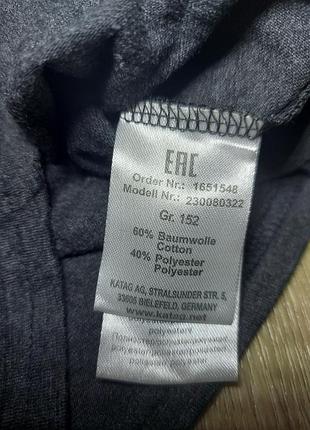 EAC
Order Nr.: 1651548
Modell Nr.: 230080322
Gr. 152
60% Baumwolle
Cotton
40% Polyester
Polyester
KATAG AG, STRALSUNDER STR. 5,
33605 BIELEFELD, GERMANY
www.katag.net
polyester/